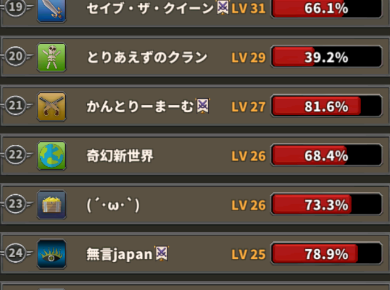 19 セイブ・ザ・クイーン LV 31 66.1%
20 とりあえずのクラン LV 29 39.2%
21 かんとりーまーむ LV 27 81.6%
22 奇幻新世界 LV 26 68.4%
23 (´･ω･`) LV 26 73.3%
24 無言japan LV 25 78.9%